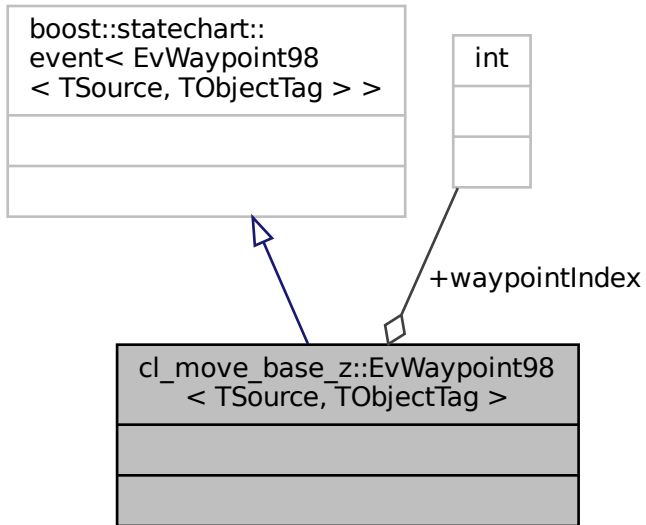 boost::statechart::
event< EvWaypoint98
< TSource, TObjectTag > >
int
+waypointIndex
cl_move_base_z::EvWaypoint98
< TSource, TObjectTag >